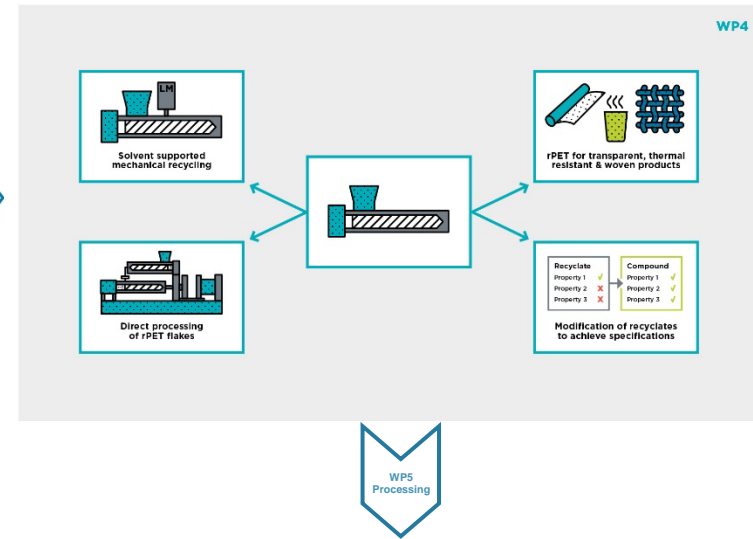 WP4
LM
Solvent supported
mechanical recycling
rPET for transparent, thermal
resistant & woven products
Direct processing
of rPET flakes
Recyclate
Property 1 √
Property 2 X
Property 3 X
Compound
Property 1 √
Property 2 √
Property 3 √
Modification of recyclates
to achieve specifications
WP5
Processing